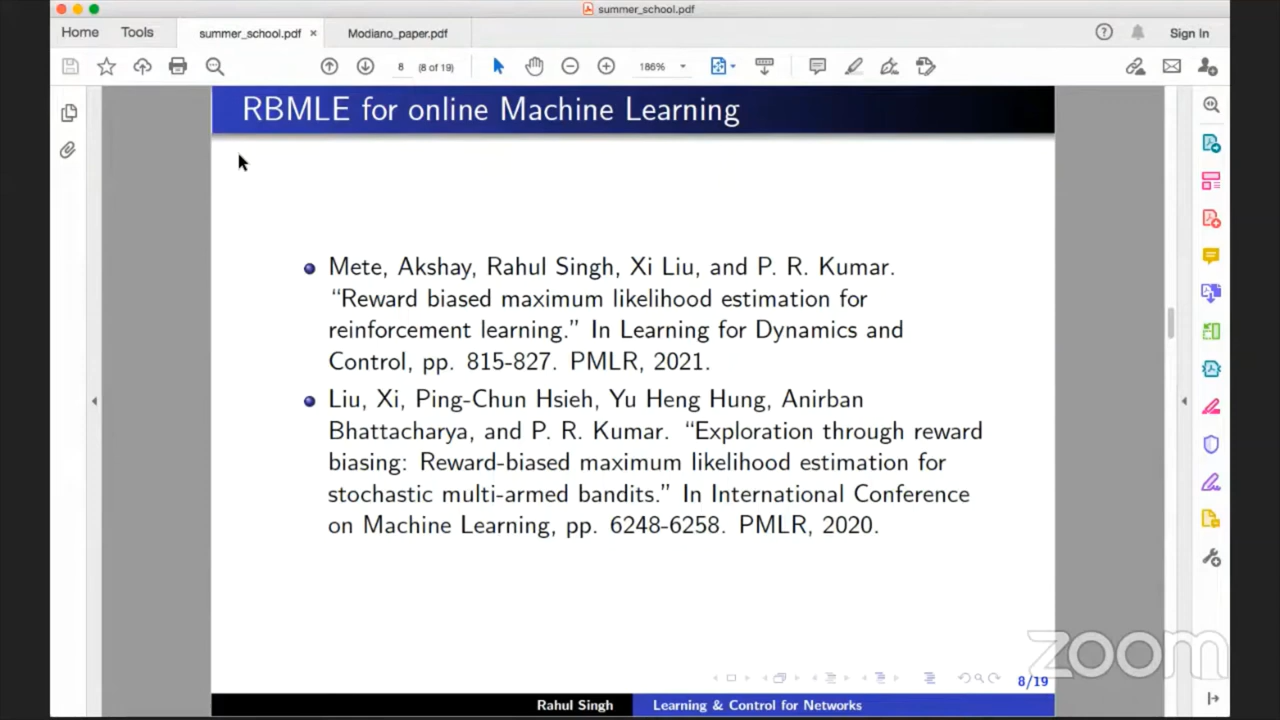 summer_school.pdf
Home
Tools
summer_school.pdf ×
Modiano_paper.pdf
Sign In
8
(8 of 19)
186%
RBMLE for online Machine Learning
Mete, Akshay, Rahul Singh, Xi Liu, and P. R. Kumar.
“Reward biased maximum likelihood estimation for
reinforcement learning.” In Learning for Dynamics and
Control, pp. 815-827. PMLR, 2021.
Liu, Xi, Ping-Chun Hsieh, Yu Heng Hung, Anirban
Bhattacharya, and P. R. Kumar. “Exploration through reward
biasing: Reward-biased maximum likelihood estimation for
stochastic multi-armed bandits.” In International Conference
on Machine Learning, pp. 6248-6258. PMLR, 2020.
zoom
8/19
Rahul Singh
Learning & Control for Networks